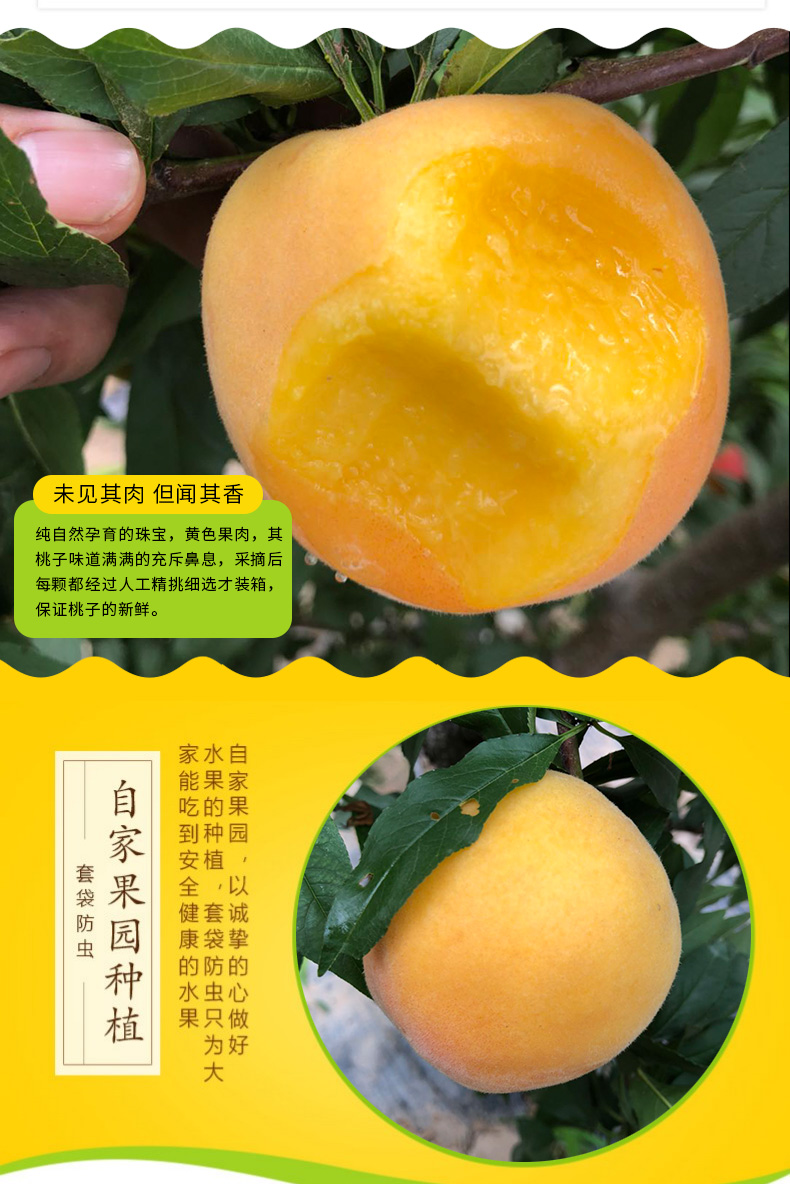 未见其肉 但闻其香
纯自然孕育的珠宝，黄色果肉，其
桃子味道满满的充斥鼻息，采摘后
每颗都经过人工精挑细选才装箱，
保证桃子的新鲜。
自家果园，以诚挚的心做好
水果的种植，套袋防虫只为大
家能吃到安全健康的水果
自家果园种植
套袋防虫